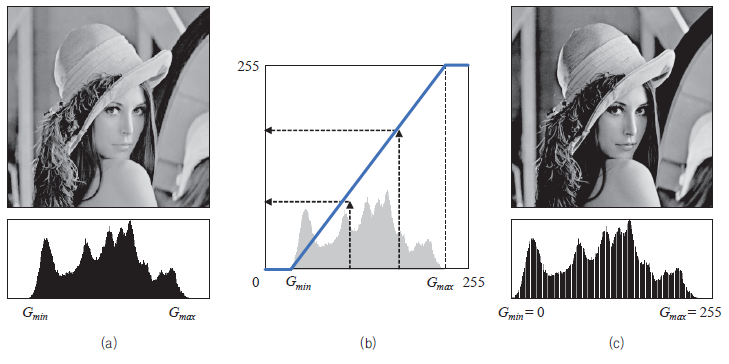 255
0 Gmin Gmax 255
Gmin Gmax
Gmin = 0 Gmax = 255
(a) (b) (c)